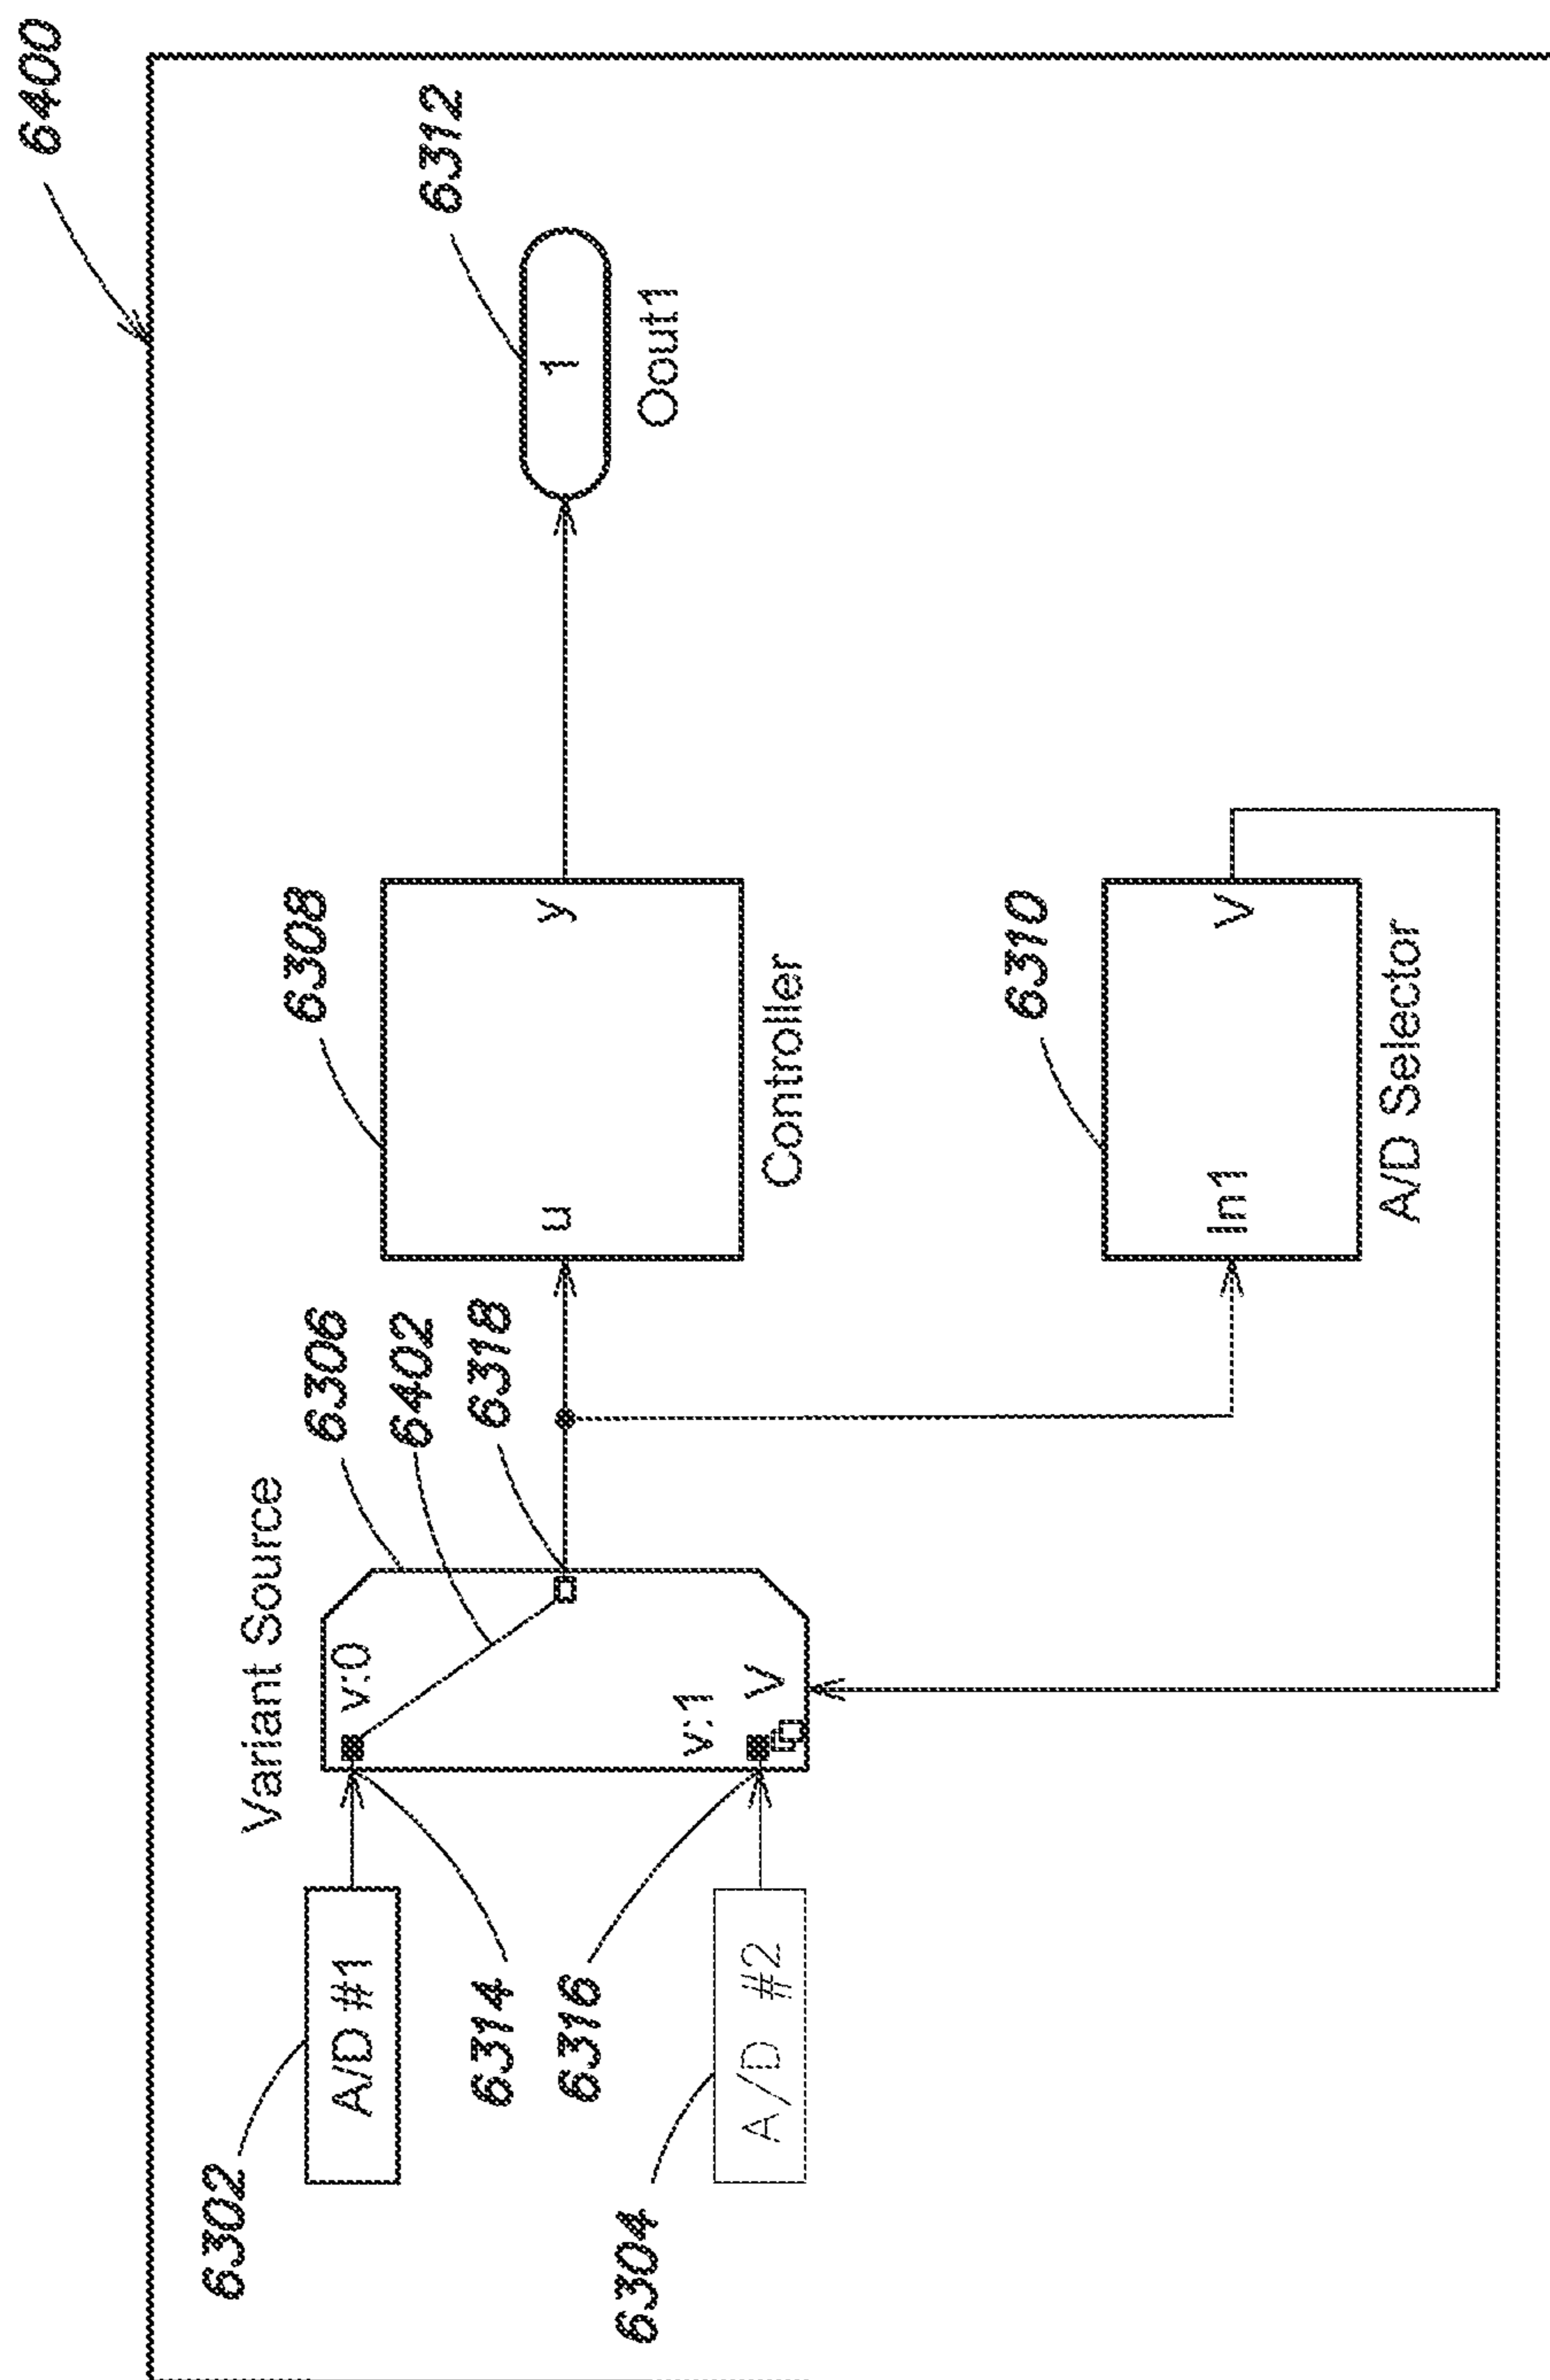 6400
6312
1
Oout1
6308
u
y
Controller
6310
In1
V
A/D Selector
Variant Source
6306
6402
6318
v:0
v:1
V
6302
A/D #1
6314
6316
6304
A/D #2